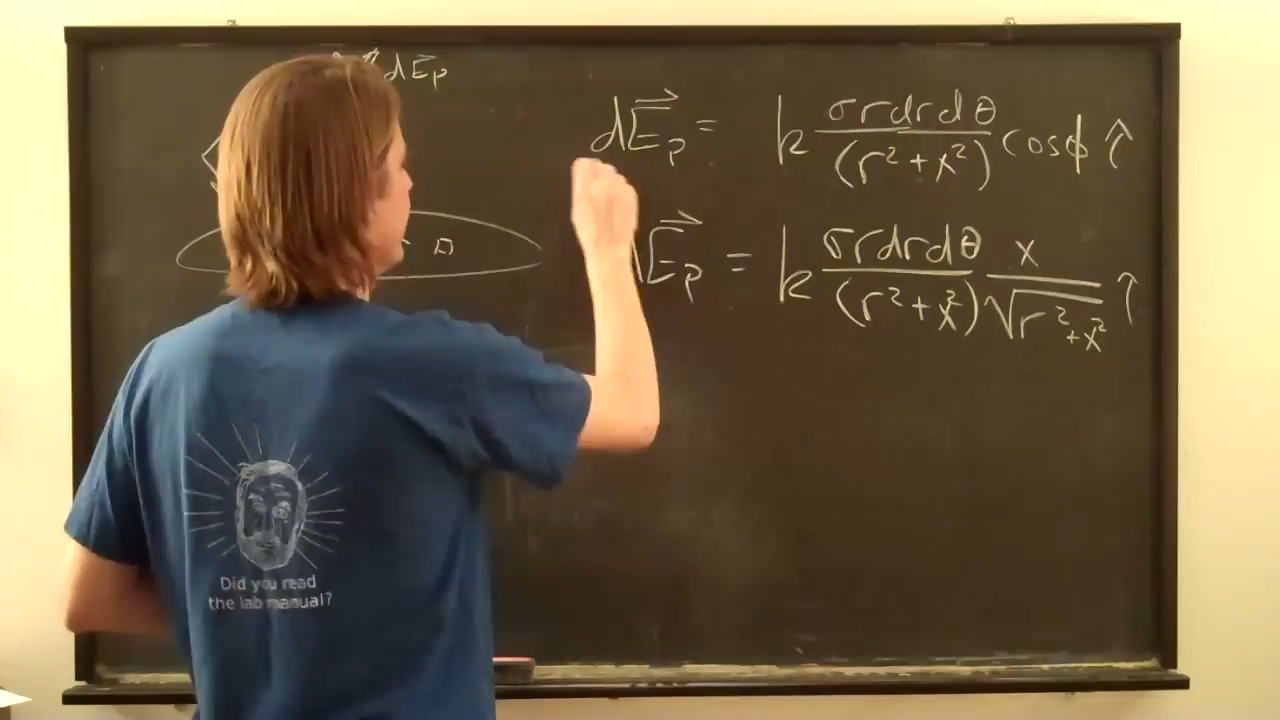 dE⃗ₚ
dE⃗ₚ = k σrdrdθ/(r²+x²) cosϕ î
E⃗ₚ = k σrdrdθ/(r²+x²) x/√(r²+x²) î
Did you read
the lab manual?